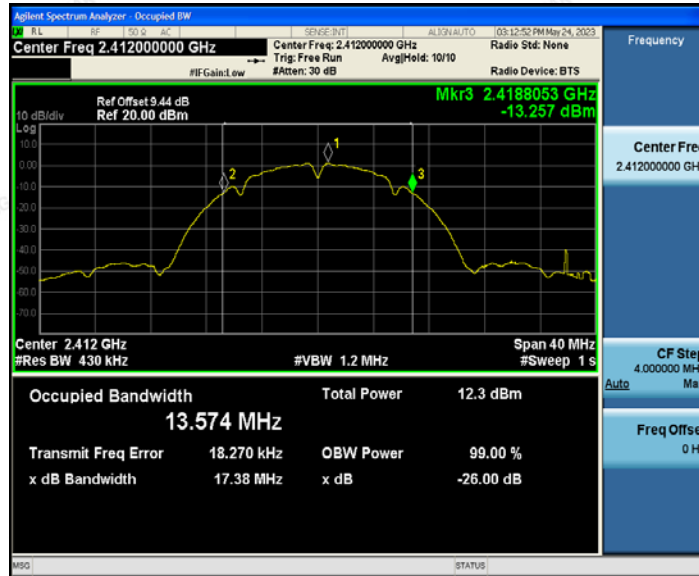 Agilent Spectrum Analyzer - Occupied BW
RL RF 50 Ω AC SENSE:INT ALIGN AUTO 03:12:52 PM May 24, 2023
Center Freq 2.412000000 GHz
Center Freq: 2.412000000 GHz Radio Std: None
Trig: Free Run Avg|Hold: 10/10
#IFGain:Low #Atten: 30 dB Radio Device: BTS
Frequency
Ref Offset 9.44 dB Mkr3 2.4188053 GHz
10 dB/div Ref 20.00 dBm -13.257 dBm
Log
10.0
0.00
-10.0
-20.0
-30.0
-40.0
-50.0
-60.0
-70.0
1
2
3
Center Fre
2.412000000 GH
Center 2.412 GHz Span 40 MHz
#Res BW 430 kHz #VBW 1.2 MHz #Sweep 1 s
CF Ste
4.000000 MH
Auto Ma
Occupied Bandwidth Total Power 12.3 dBm
13.574 MHz
Transmit Freq Error 18.270 kHz OBW Power 99.00 %
x dB Bandwidth 17.38 MHz x dB -26.00 dB
Freq Offse
0 H
MSG STATUS